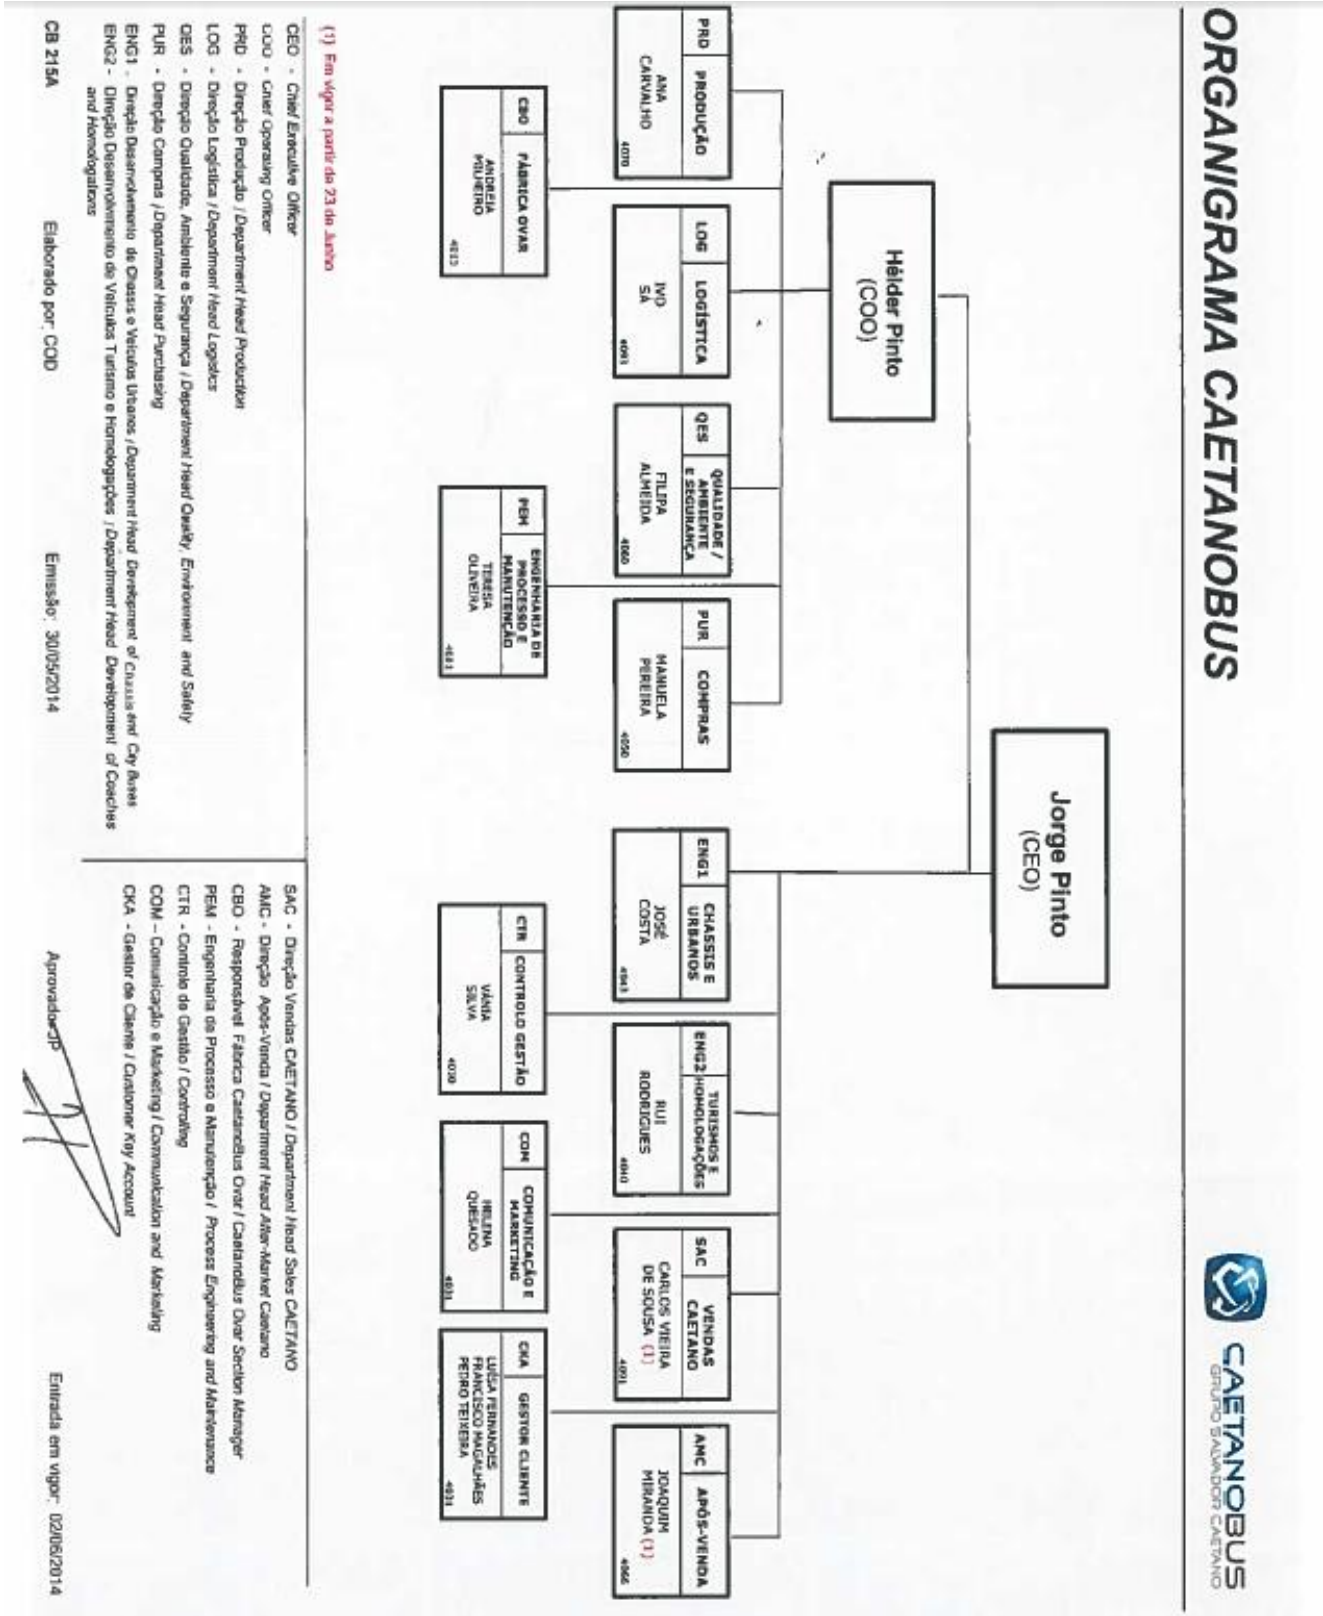 ORGANIGRAMA CAETANOBUS
CAETANOBUS
GRUPO SALVADOR CAETANO
Jorge Pinto
(CEO)
Hélder Pinto
(COO)
PRD
PRODUÇÃO
ANA
CARVALHO
4070
LOG
LOGÍSTICA
IVO
SÁ
4093
QES
QUALIDADE /
AMBIENTE
E SEGURANÇA
FILIPA
ALMEIDA
4060
PUR
COMPRAS
MANUELA
PEREIRA
4050
ENG1
CHASSIS E
URBANOS
JOSÉ
COSTA
4043
ENG2
TURISMOS E
HOMOLOGAÇÕES
RUI
RODRIGUES
4040
SAC
VENDAS
CAETANO
CARLOS VIEIRA
DE SOUSA (1)
4091
AMC
APÓS-VENDA
JOAQUIM
MIRANDA (1)
4066
CBO
FÁBRICA OVAR
ANDREIA
MILHEIRO
PEM
ENGENHARIA DE
PROCESSO E
MANUTENÇÃO
TERESA
OLIVEIRA
CTR
CONTROLO GESTÃO
VÂNIA
SILVA
4030
COM
COMUNICAÇÃO E
MARKETING
HELENA
QUESADO
4031
CKA
GESTOR CLIENTE
LUÍSA FERNANDES
FRANCISCO MAGALHÃES
PEDRO TEIXEIRA
4034
(1) Em vigor a partir de 23 de Junho
CEO - Chief Executive Officer
COO - Chief Operasing Officer
PRD - Direção Produção / Department Head Production
LOG - Direção Logística / Department Head Logistics
QES - Direção Qualidade, Ambiente e Segurança / Department Head Quality, Environment and Safety
PUR - Direção Compras / Department Head Purchasing
ENG1 - Direção Desenvolvimento de Chassis e Veículos Urbanos / Department Head Development of Chassis and City Buses
ENG2 - Direção Desenvolvimento de Veículos Turismo e Homologações / Department Head Development of Coaches
and Homologations
SAC - Direção Vendas CAETANO / Department Head Sales CAETANO
AMC - Direção Após-Venda / Department Head After-Market Caetano
CBO - Responsável Fábrica CaetanoBus Ovar / CaetanoBus Ovar Section Manager
PEM - Engenharia de Processo e Manutenção / Process Engineering and Maintenance
CTR - Controlo de Gestão / Controlling
COM – Comunicação e Marketing / Communication and Marketing
CKA - Gestor de Cliente / Customer Key Account
CB 215A
Elaborado por: COD
Emissão: 30/05/2014
Aprovado: JP
Entrada em vigor: 02/06/2014